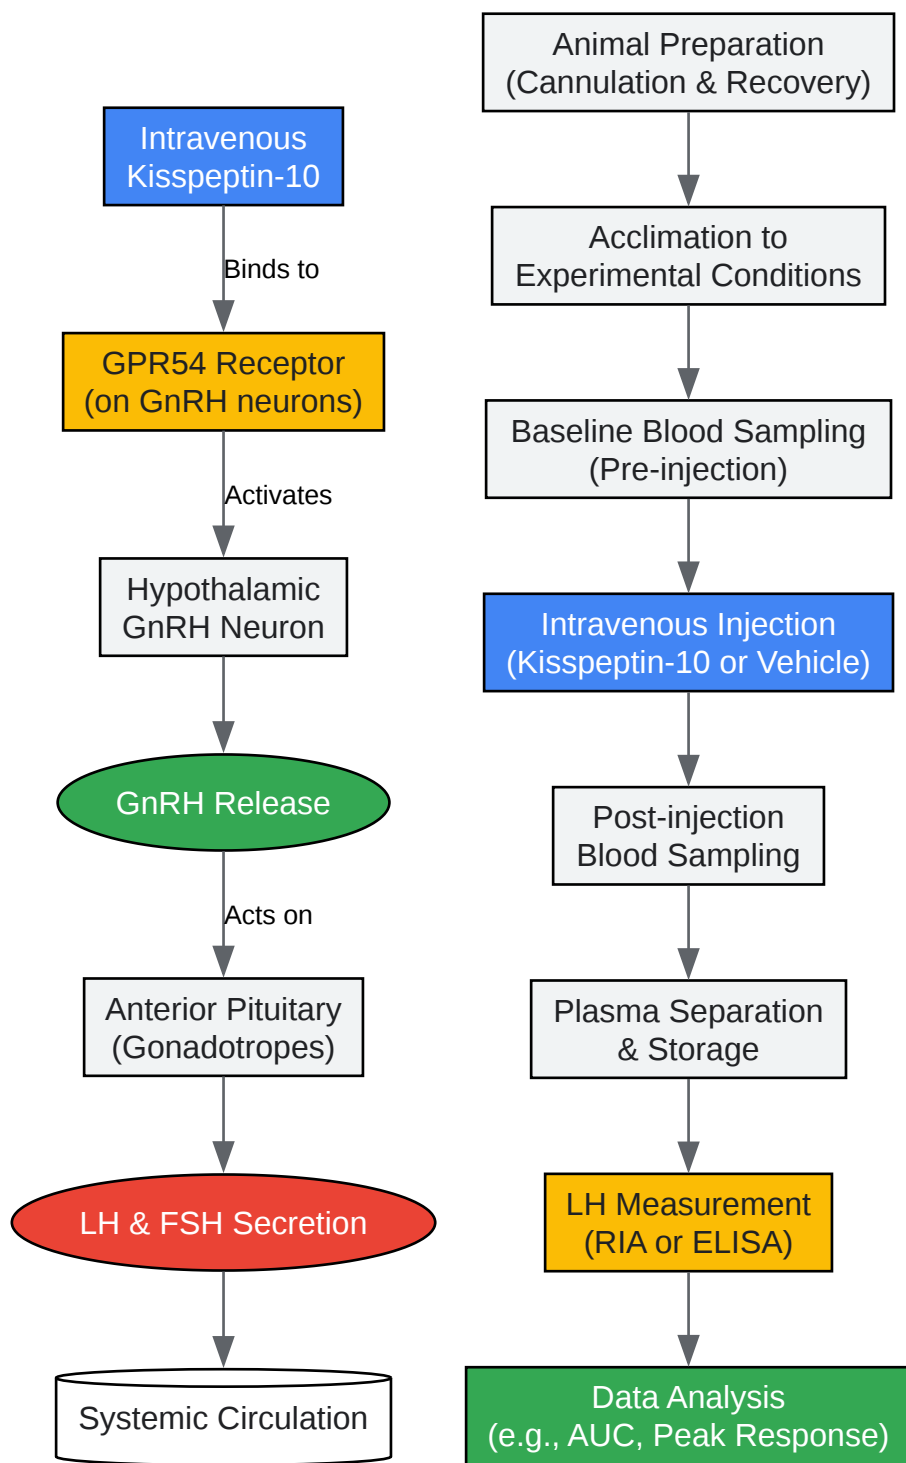 Intravenous
Kisspeptin-10
Binds to
GPR54 Receptor
(on GnRH neurons)
Activates
Hypothalamic
GnRH Neuron
GnRH Release
Acts on
Anterior Pituitary
(Gonadotropes)
LH & FSH Secretion
Systemic Circulation
Animal Preparation
(Cannulation & Recovery)
Acclimation to
Experimental Conditions
Baseline Blood Sampling
(Pre-injection)
Intravenous Injection
(Kisspeptin-10 or Vehicle)
Post-injection
Blood Sampling
Plasma Separation
& Storage
LH Measurement
(RIA or ELISA)
Data Analysis
(e.g., AUC, Peak Response)